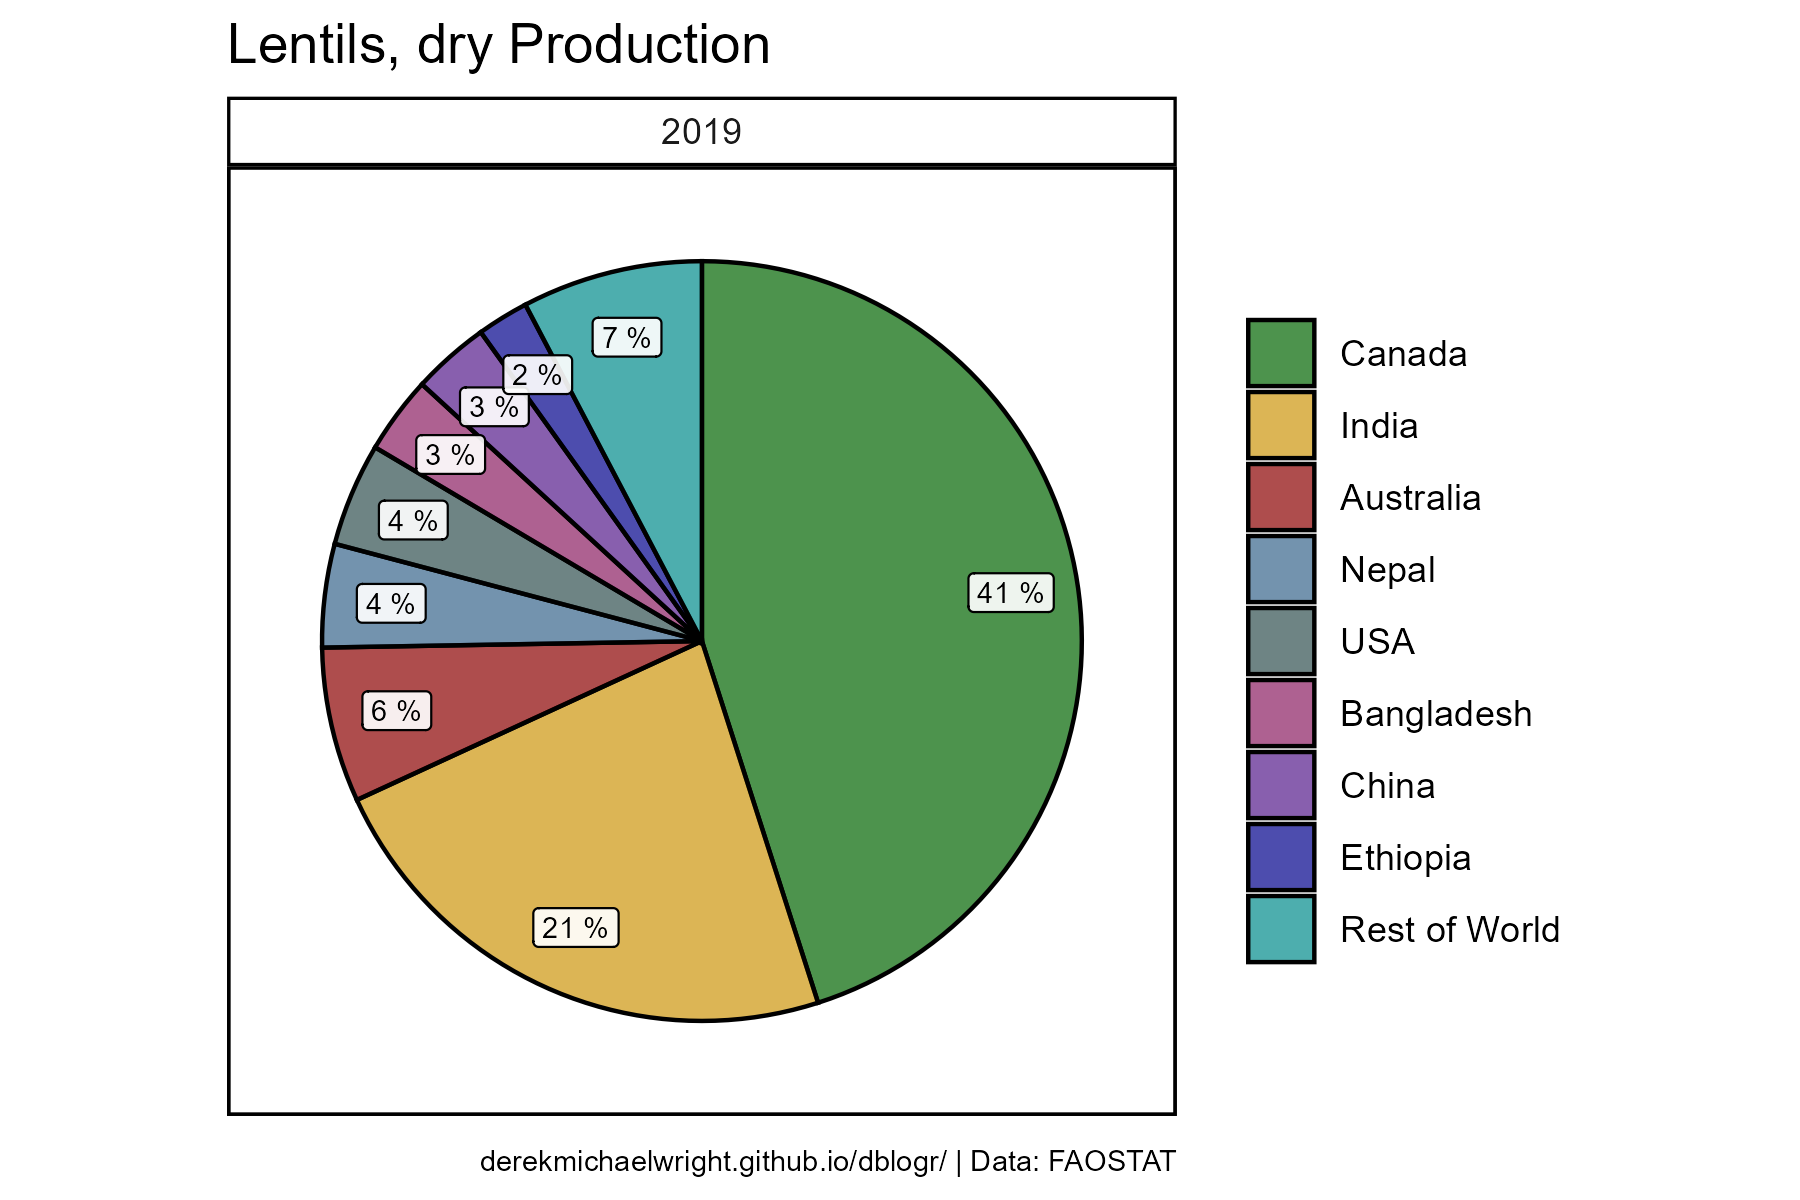 Lentils, dry Production
2019
7 %
2 %
3 %
3 %
4 %
4 %
6 %
21 %
41 %
Canada
India
Australia
Nepal
USA
Bangladesh
China
Ethiopia
Rest of World
derekmichaelwright.github.io/dblogr/ | Data: FAOSTAT